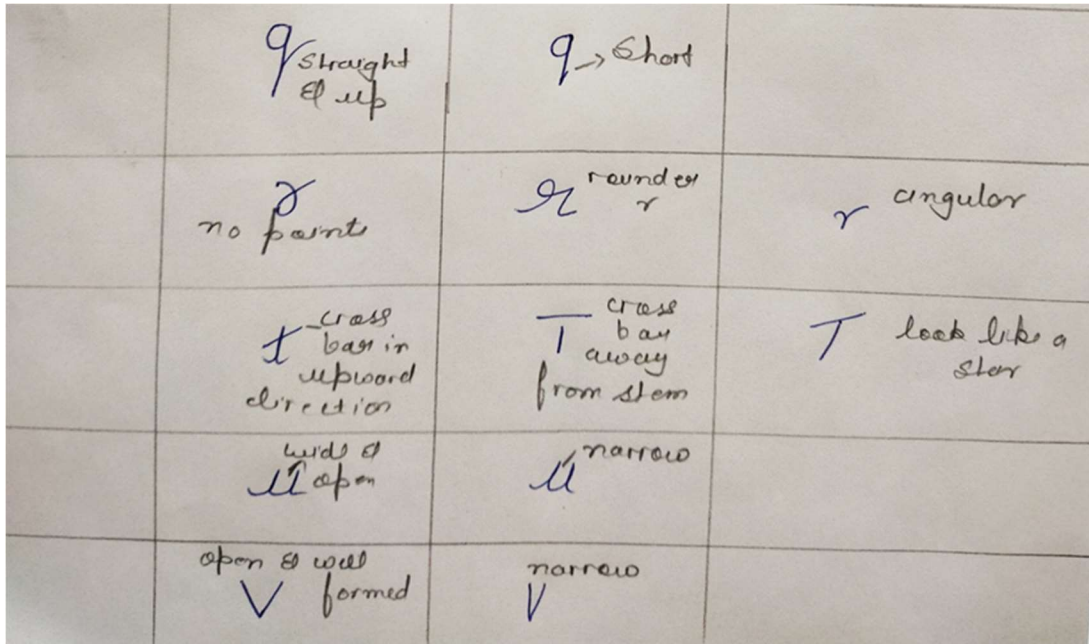 q straight
& up
q → Short
r
no point
r rounder
r
r angular
t cross
bar in
upward
direction
T cross
bay
away
from stem
T look like a
star
wide &
u open
u narrow
open & well
V formed
narrow
V